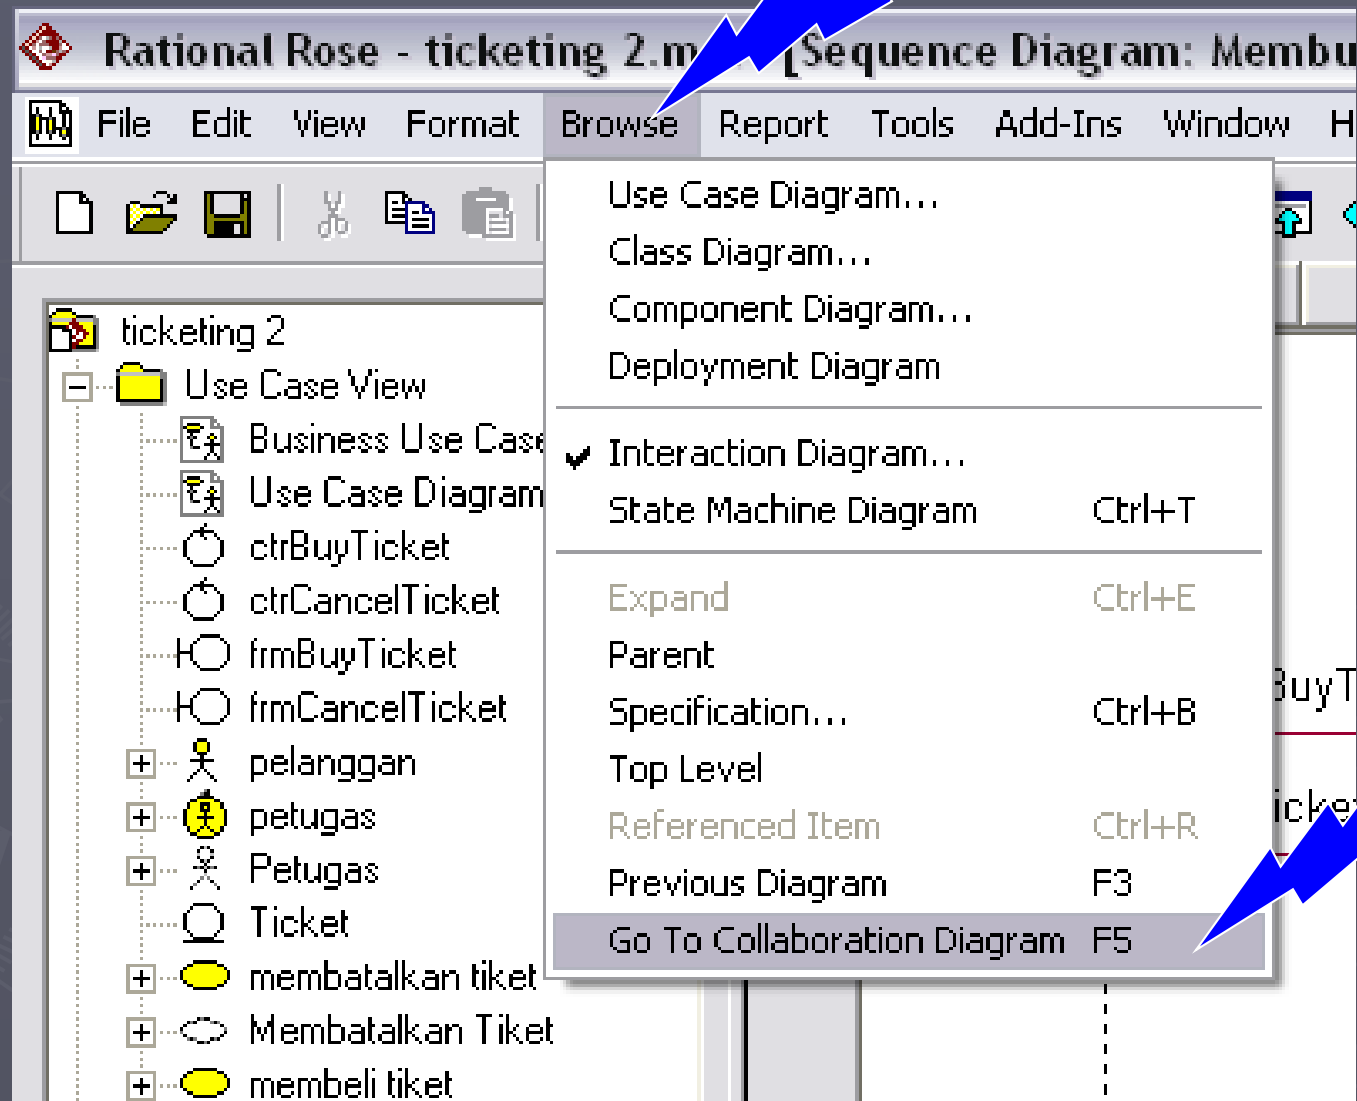 Rational Rose - ticketing 2.m [Sequence Diagram: Membu
File Edit View Format Browse Report Tools Add-Ins Window H
Use Case Diagram...
Class Diagram...
Component Diagram...
Deployment Diagram
Interaction Diagram...
State Machine Diagram Ctrl+T
Expand Ctrl+E
Parent
Specification... Ctrl+B
Top Level
Referenced Item Ctrl+R
Previous Diagram F3
Go To Collaboration Diagram F5
ticketing 2
Use Case View
Business Use Case
Use Case Diagram
ctrBuyTicket
ctrCancelTicket
frmBuyTicket
frmCancelTicket
pelanggan
petugas
Petugas
Ticket
membatalkan tiket
Membatalkan Tiket
membeli tiket
BuyT
icke